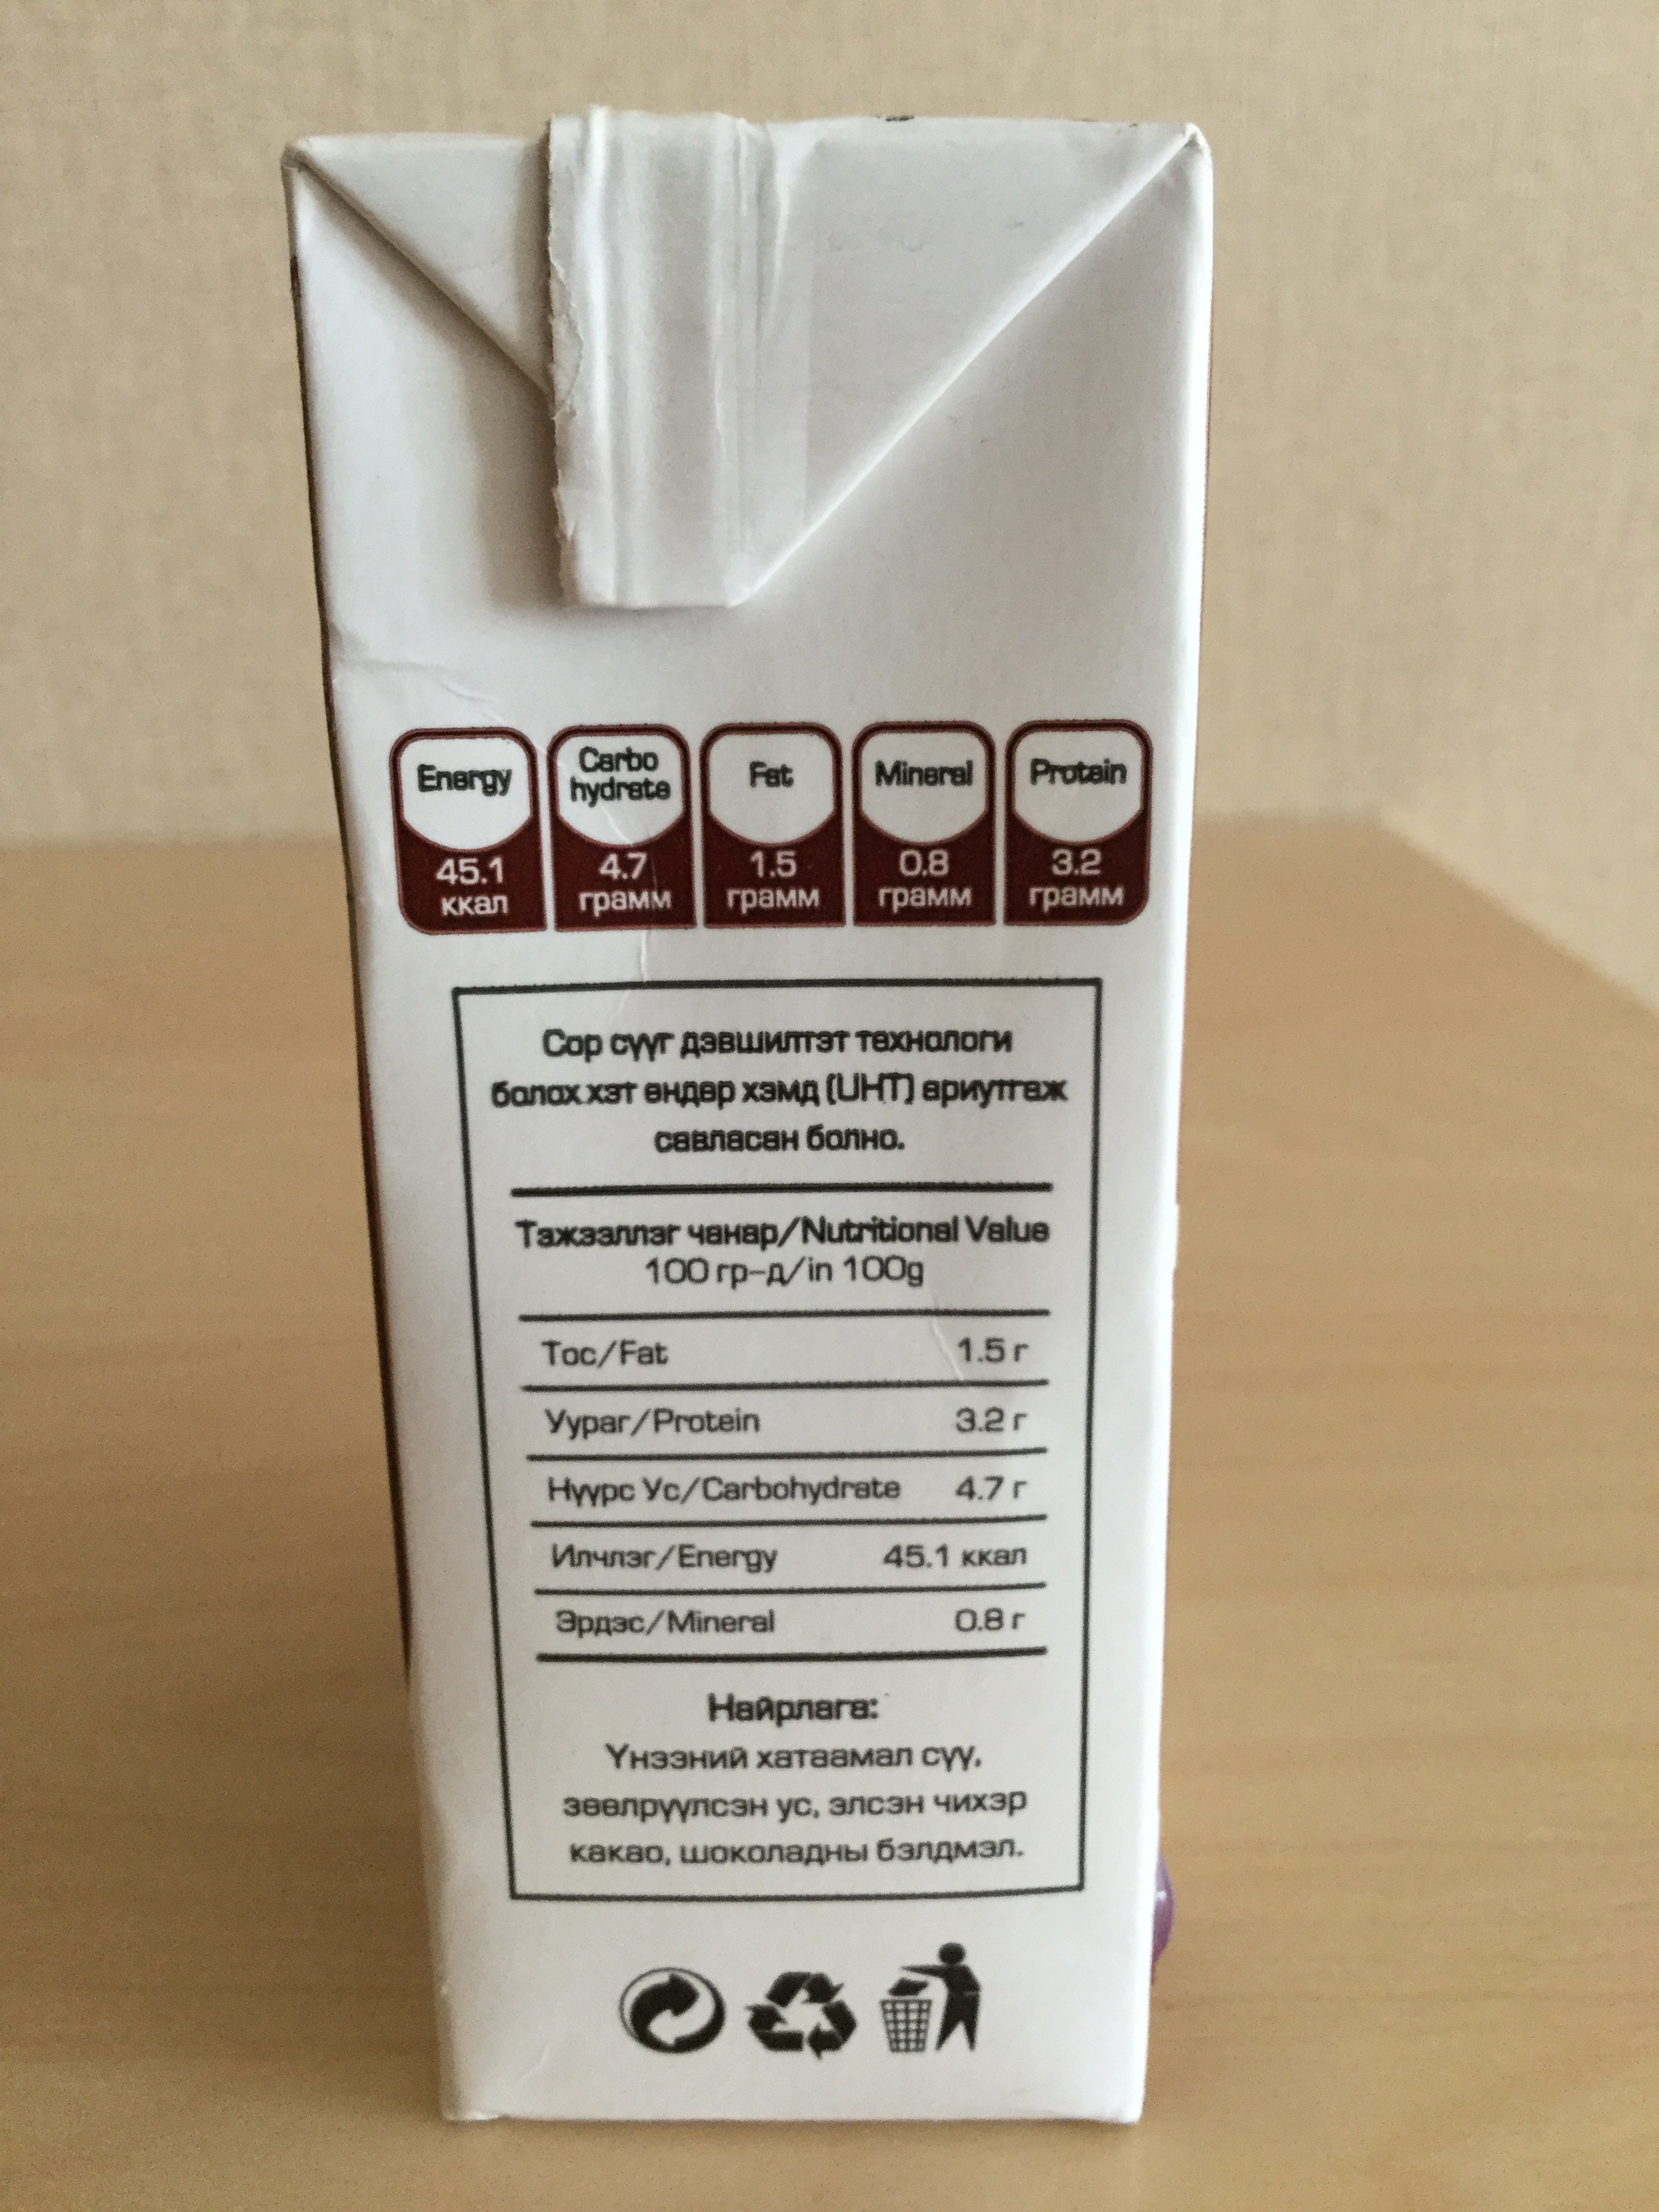 Energy
45.1
ккал
Carbo
hydrate
4.7
грамм
Fat
1.5
грамм
Mineral
0.8
грамм
Protein
3.2
грамм
Сор сүүг дэвшилтэт технологи
болох хэт өндөр хэмд (UHT) ариутгаж
савласан болно.
Тэжээллэг чанар/Nutritional Value
100 гр-д/in 100g
Тос/Fat 1.5 г
Уураг/Protein 3.2 г
Нүүрс Ус/Carbohydrate 4.7 г
Илчлэг/Energy 45.1 ккал
Эрдэс/Mineral 0.8 г
Найрлага:
Үнээний хатаамал сүү,
зөөлрүүлсэн ус, элсэн чихэр
какао, шоколадны бэлдмэл.